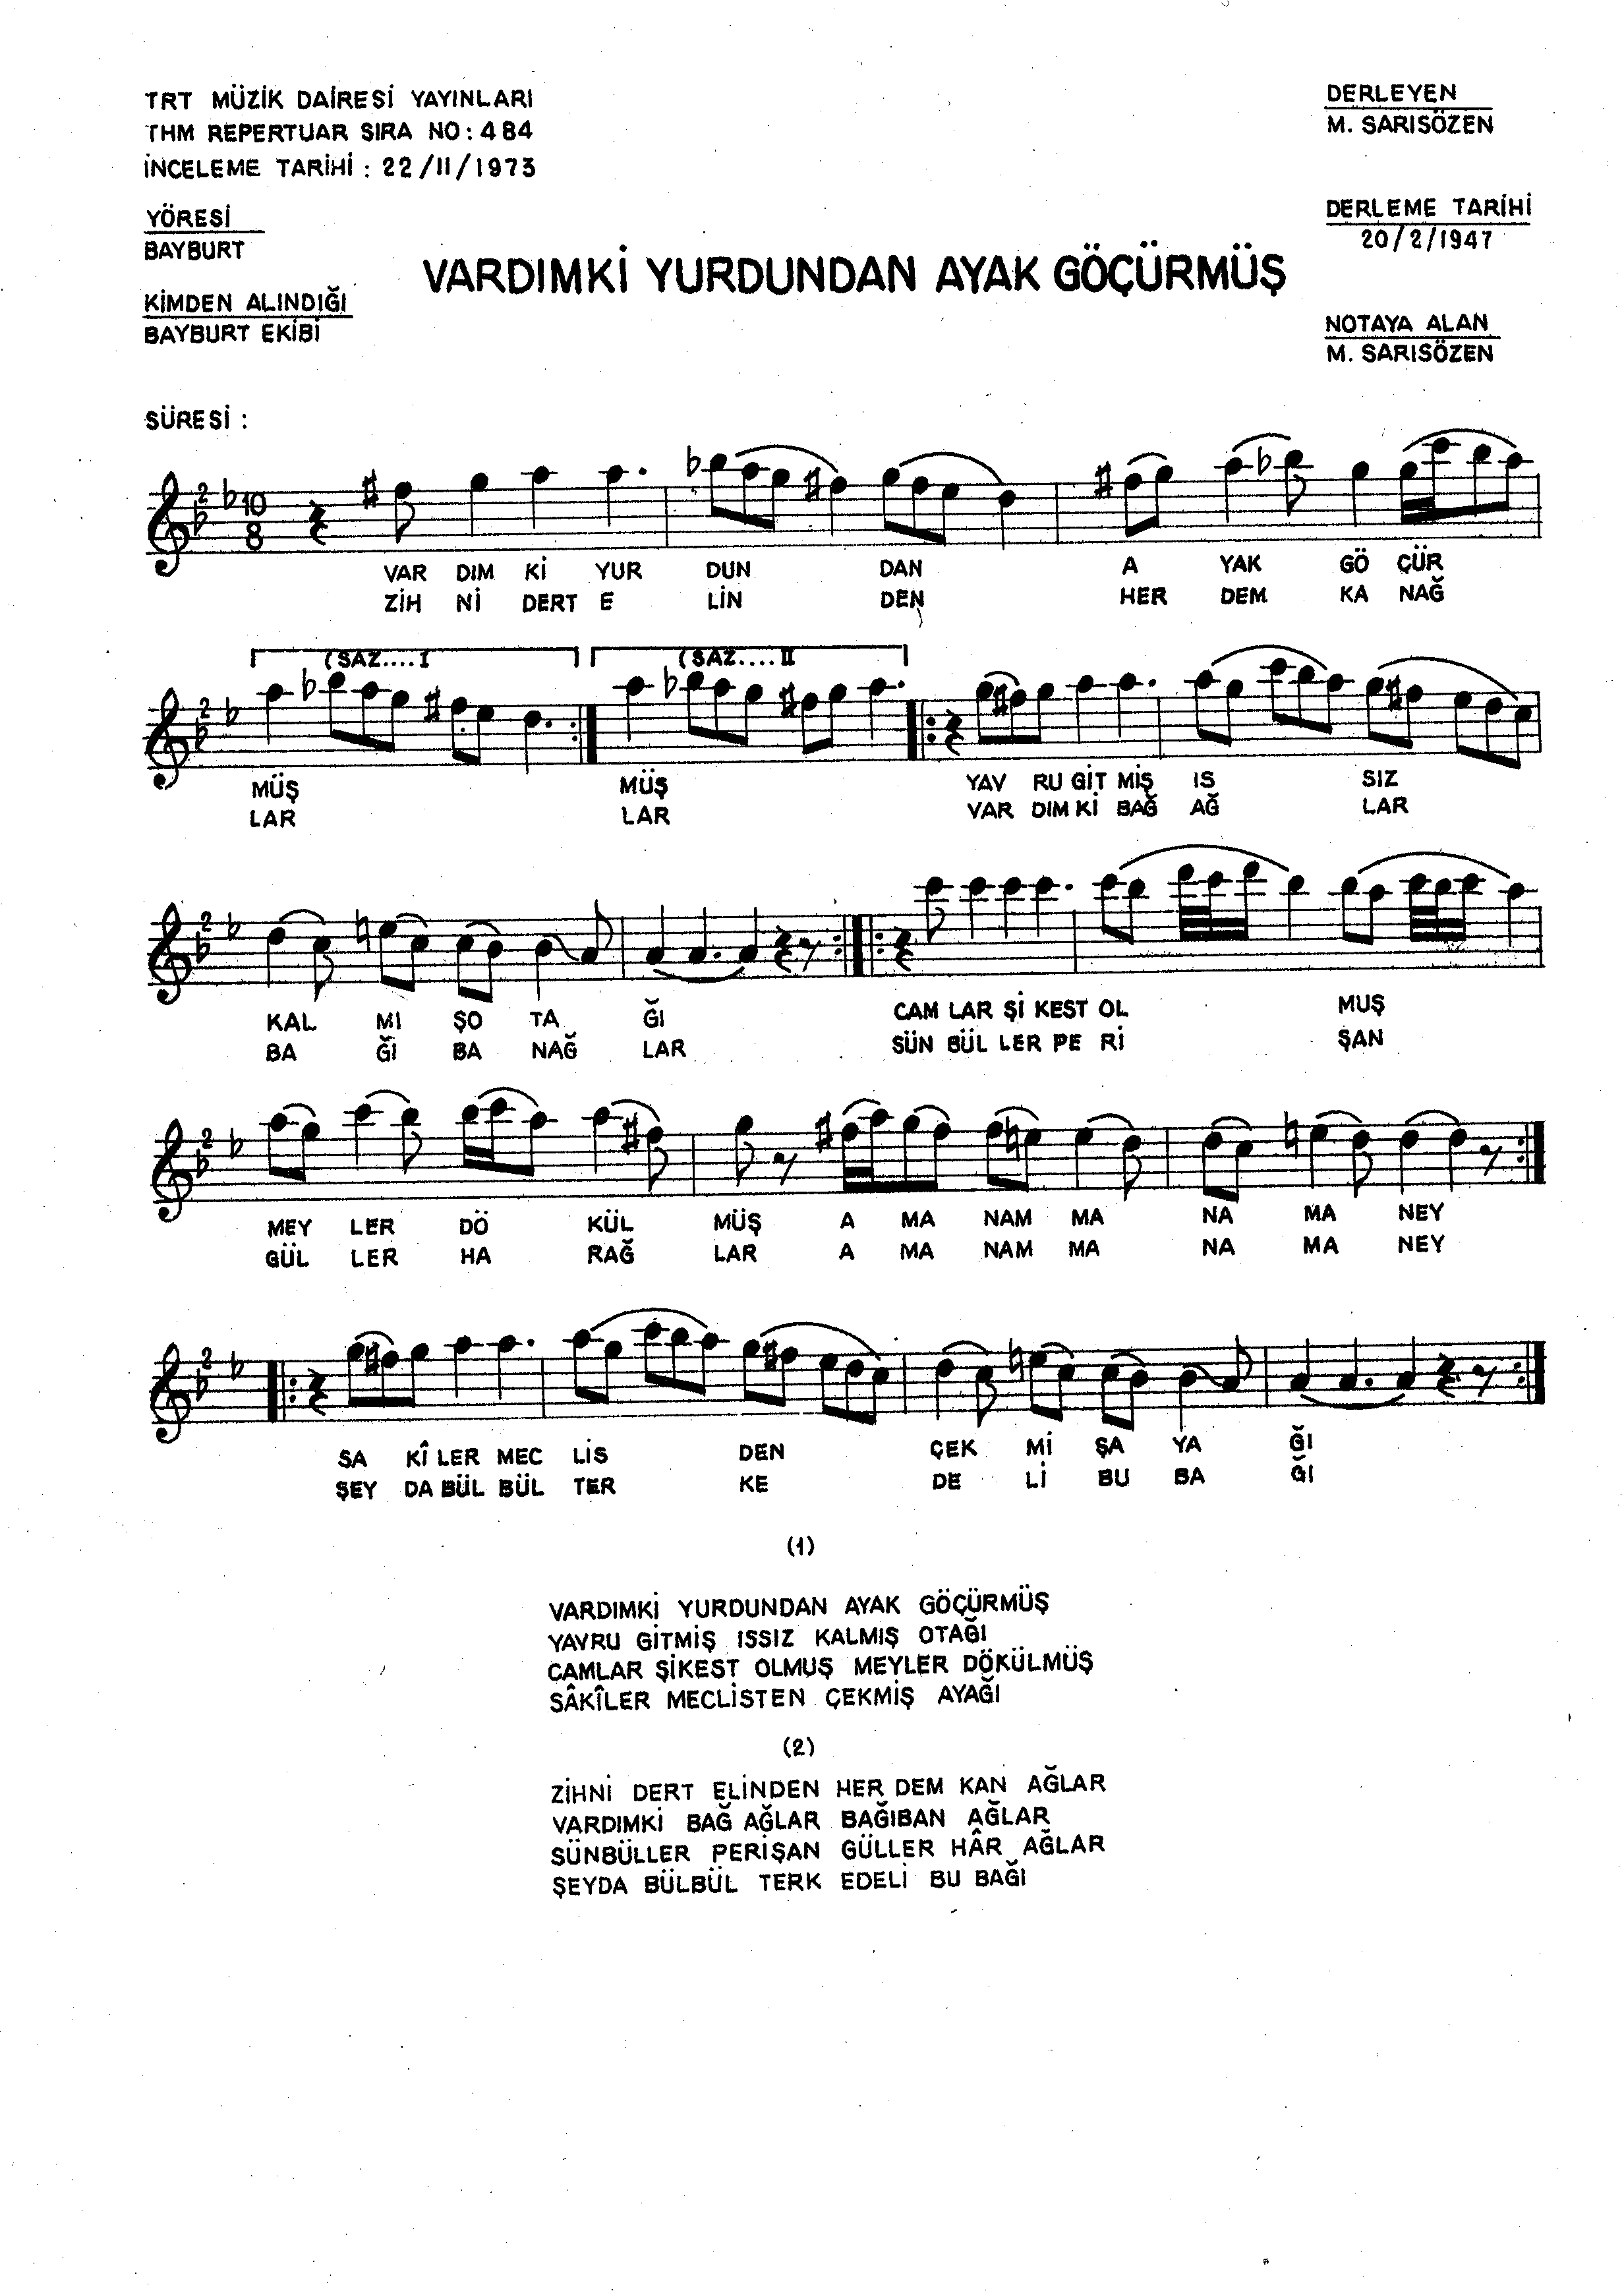 TRT MÜZİK DAİRESİ YAYINLARI
THM REPERTUAR SIRA NO: 484
İNCELEME TARİHİ : 22/II/1973
DERLEYEN
M. SARISÖZEN
YÖRESİ
BAYBURT
DERLEME TARİHİ
20/2/1947
VARDIMKİ YURDUNDAN AYAK GÖÇÜRMÜŞ
KİMDEN ALINDIĞI
BAYBURT EKİBİ
NOTAYA ALAN
M. SARISÖZEN
SÜRESİ :
2 10 8
VAR DIM Kİ YUR DUN DAN A YAK GÖ ÇÜR
ZİH Nİ DERT E LİN DEN HER DEM KA NAĞ
(SAZ....I (SAZ....II
2
MÜŞ MÜŞ YAV RU GİT MİŞ IS SIZ
LAR LAR VAR DIM Kİ BAĞ AĞ LAR
2
KAL MI ŞO TA ĞI CAM LAR Şİ KEST OL MUŞ
BA ĞI BA NAĞ LAR SÜN BÜL LER PE Rİ ŞAN
2
MEY LER DÖ KÜL MÜŞ A MA NAM MA NA MA NEY
GÜL LER HA RAĞ LAR A MA NAM MA NA MA NEY
2
SA KÎ LER MEC LİS DEN ÇEK Mİ ŞA YA ĞI
ŞEY DA BÜL BÜL TER KE DE Lİ BU BA ĞI
(1)
VARDIMKİ YURDUNDAN AYAK GÖÇÜRMÜŞ
YAVRU GİTMİŞ ISSIZ KALMIŞ OTAĞI
CAMLAR ŞİKEST OLMUŞ MEYLER DÖKÜLMÜŞ
SÂKÎLER MECLİSTEN ÇEKMİŞ AYAĞI
(2)
ZİHNİ DERT ELİNDEN HER DEM KAN AĞLAR
VARDIMKİ BAĞ AĞLAR BAĞIBAN AĞLAR
SÜNBÜLLER PERİŞAN GÜLLER HÂR AĞLAR
ŞEYDA BÜLBÜL TERK EDELİ BU BAĞI